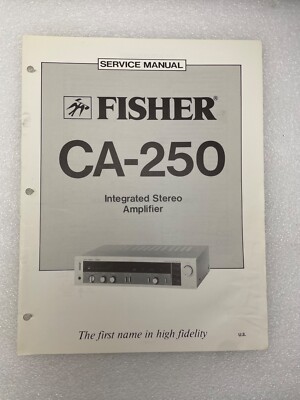 SERVICE MANUAL
FISHER®
CA-250
Integrated Stereo
Amplifier
The first name in high fidelity
U.S.